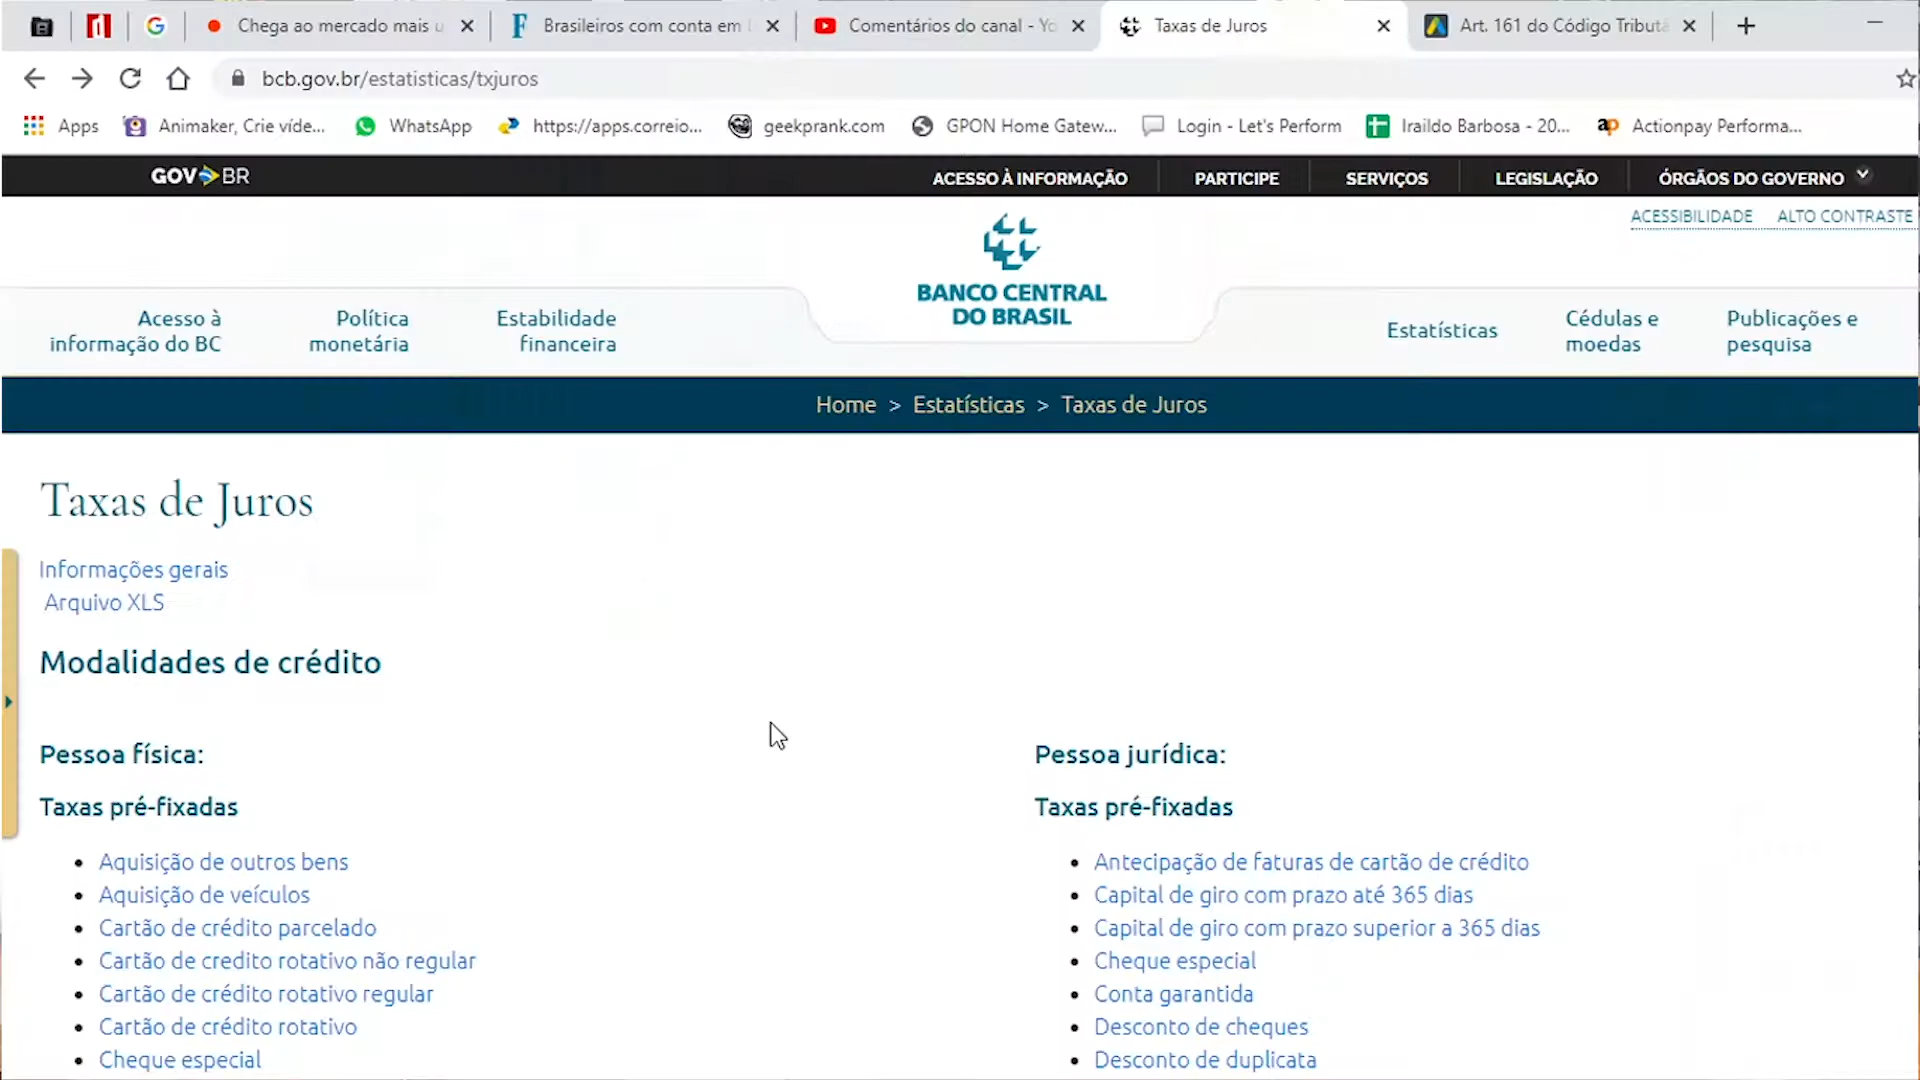 Chega ao mercado mais u
Brasileiros com conta em
Comentários do canal - Yo
Taxas de Juros
Art. 161 do Código Tributá
bcb.gov.br/estatisticas/txjuros
Apps
Animaker, Crie víde...
WhatsApp
https://apps.correio...
geekprank.com
GPON Home Gatew...
Login - Let's Perform
Iraildo Barbosa - 20...
ap
Actionpay Performa...
GOV BR
ACESSO À INFORMAÇÃO
PARTICIPE
SERVIÇOS
LEGISLAÇÃO
ÓRGÃOS DO GOVERNO
ACESSIBILIDADE
ALTO CONTRASTE
BANCO CENTRAL
DO BRASIL
Acesso à
informação do BC
Política
monetária
Estabilidade
financeira
Estatísticas
Cédulas e
moedas
Publicações e
pesquisa
Home > Estatísticas > Taxas de Juros
Taxas de Juros
Informações gerais
Arquivo XLS
Modalidades de crédito
Pessoa física:
Taxas pré-fixadas
Aquisição de outros bens
Aquisição de veículos
Cartão de crédito parcelado
Cartão de credito rotativo não regular
Cartão de crédito rotativo regular
Cartão de crédito rotativo
Cheque especial
Pessoa jurídica:
Taxas pré-fixadas
Antecipação de faturas de cartão de crédito
Capital de giro com prazo até 365 dias
Capital de giro com prazo superior a 365 dias
Cheque especial
Conta garantida
Desconto de cheques
Desconto de duplicata